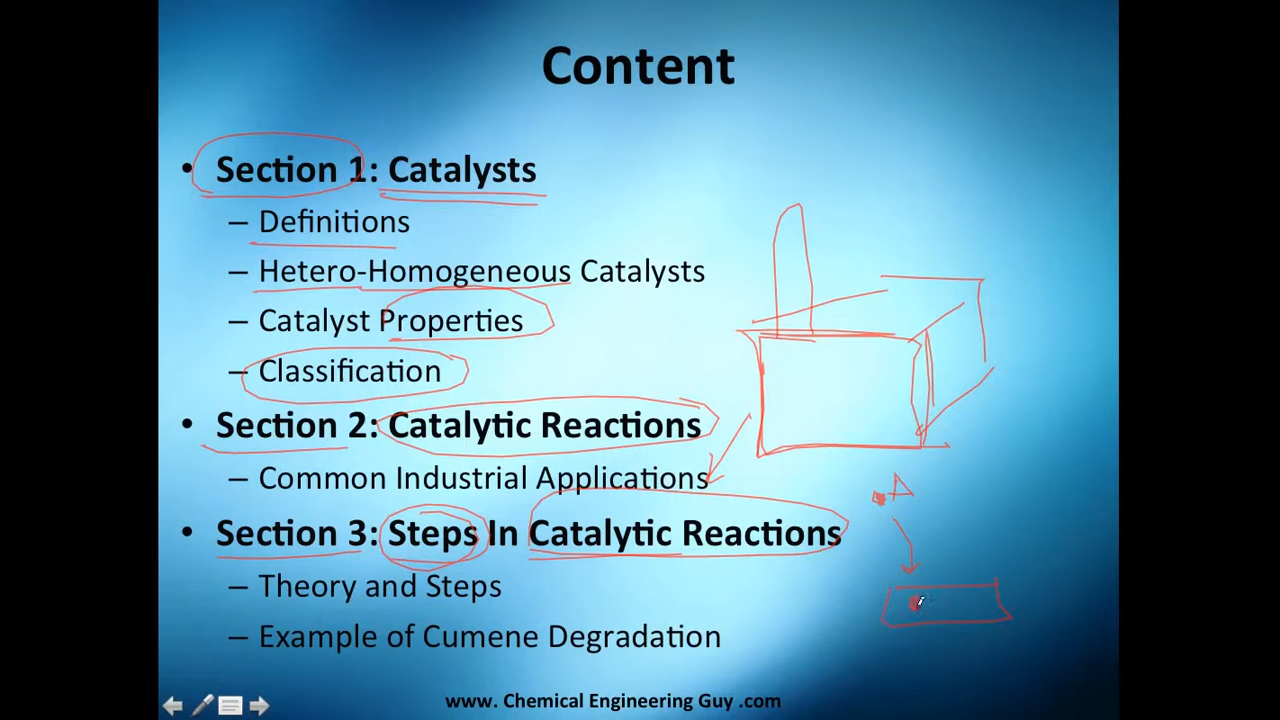 Content
• Section 1: Catalysts
– Definitions
– Hetero-Homogeneous Catalysts
– Catalyst Properties
– Classification
• Section 2: Catalytic Reactions
– Common Industrial Applications
• Section 3: Steps In Catalytic Reactions
A
– Theory and Steps
– Example of Cumene Degradation
www. Chemical Engineering Guy .com